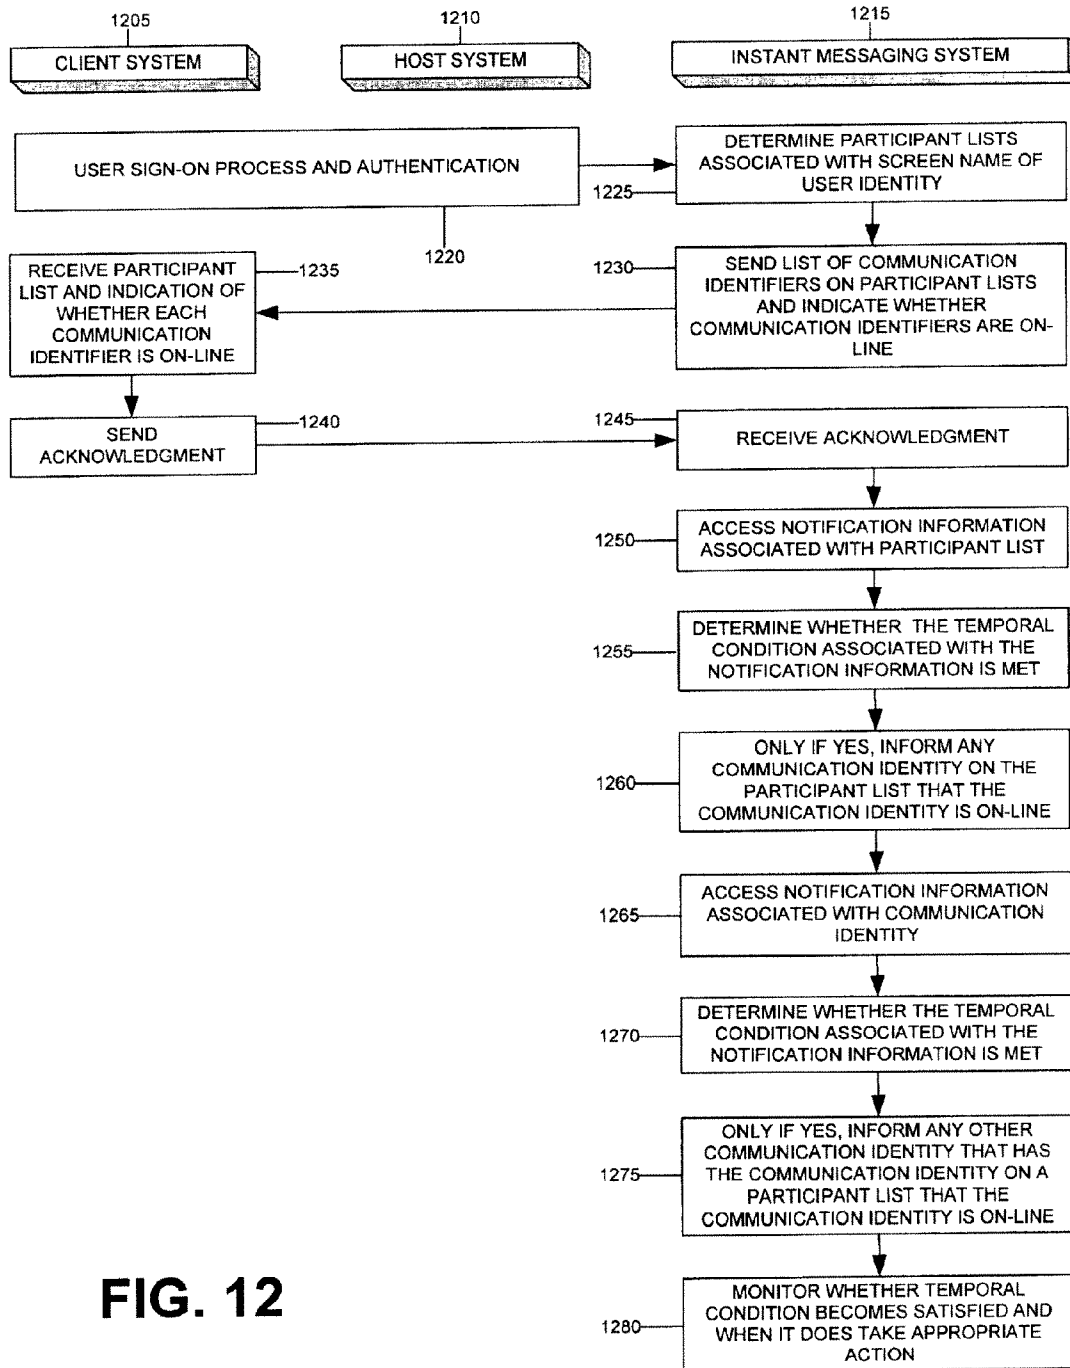 1205
1210
1215
CLIENT SYSTEM
HOST SYSTEM
INSTANT MESSAGING SYSTEM
USER SIGN-ON PROCESS AND AUTHENTICATION
1220
DETERMINE PARTICIPANT LISTS
ASSOCIATED WITH SCREEN NAME OF
USER IDENTITY
1225
RECEIVE PARTICIPANT
LIST AND INDICATION OF
WHETHER EACH
COMMUNICATION
IDENTIFIER IS ON-LINE
1235
1230
SEND LIST OF COMMUNICATION
IDENTIFIERS ON PARTICIPANT LISTS
AND INDICATE WHETHER
COMMUNICATION IDENTIFIERS ARE ON-
LINE
SEND
ACKNOWLEDGMENT
1240
1245
RECEIVE ACKNOWLEDGMENT
1250
ACCESS NOTIFICATION INFORMATION
ASSOCIATED WITH PARTICIPANT LIST
1255
DETERMINE WHETHER THE TEMPORAL
CONDITION ASSOCIATED WITH THE
NOTIFICATION INFORMATION IS MET
1260
ONLY IF YES, INFORM ANY
COMMUNICATION IDENTITY ON THE
PARTICIPANT LIST THAT THE
COMMUNICATION IDENTITY IS ON-LINE
1265
ACCESS NOTIFICATION INFORMATION
ASSOCIATED WITH COMMUNICATION
IDENTITY
1270
DETERMINE WHETHER THE TEMPORAL
CONDITION ASSOCIATED WITH THE
NOTIFICATION INFORMATION IS MET
1275
ONLY IF YES, INFORM ANY OTHER
COMMUNICATION IDENTITY THAT HAS
THE COMMUNICATION IDENTITY ON A
PARTICIPANT LIST THAT THE
COMMUNICATION IDENTITY IS ON-LINE
1280
MONITOR WHETHER TEMPORAL
CONDITION BECOMES SATISFIED AND
WHEN IT DOES TAKE APPROPRIATE
ACTION
FIG. 12